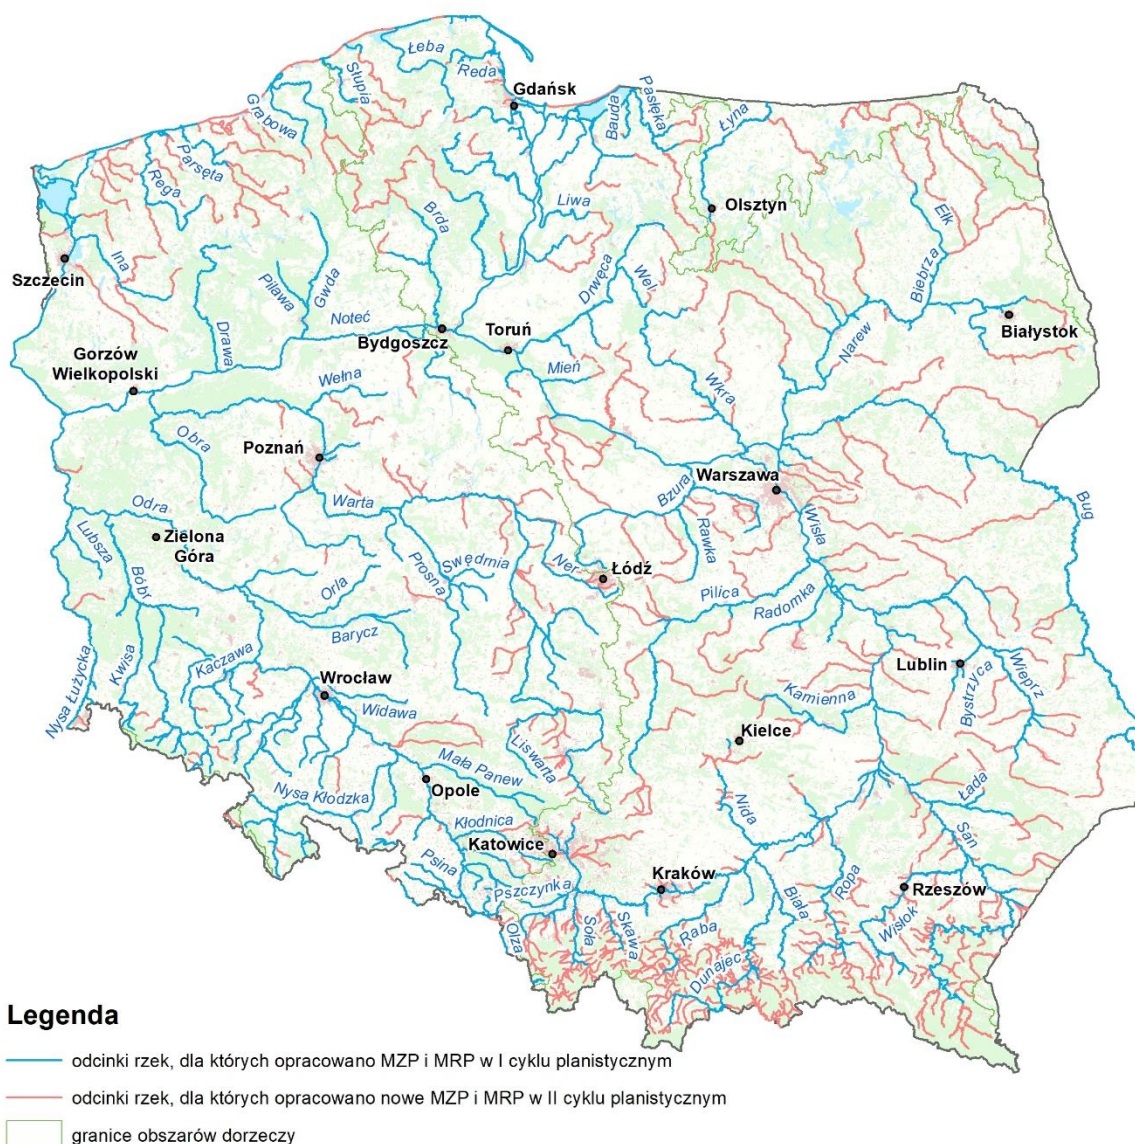 Łeba
Reda
Słupia
Gdańsk
Grabowa
Bauda
Pasłęka
Łyna
Parsęta
Rega
Brda
Liwa
Olsztyn
Ełk
Ina
Szczecin
Piława
Gwda
Drwęca
Wel
Biebrza
Noteć
Toruń
Białystok
Drawa
Bydgoszcz
Narew
Gorzów
Wielkopolski
Wełna
Mień
Wkra
Obra
Poznań
Warszawa
Bzura
Odra
Warta
Wisła
Bug
Lubsza
Zielona
Góra
Rawka
Bóbr
Prosna
Swędrnia
Ner
Łódź
Orla
Pilica
Radomka
Barycz
Nysa Łużycka
Kwisa
Kaczawa
Lublin
Wieprz
Bystrzyca
Wrocław
Widawa
Kamienna
Kielce
Liswarta
Mała Panew
Opole
Nysa Kłodzka
Łada
Nida
Kłodnica
Katowice
San
Psina
Pszczynka
Kraków
Ropa
Rzeszów
Biała
Olza
Soła
Skawa
Raba
Wisłok
Dunajec
Legenda
odcinki rzek, dla których opracowano MZP i MRP w I cyklu planistycznym
odcinki rzek, dla których opracowano nowe MZP i MRP w II cyklu planistycznym
granice obszarów dorzeczy